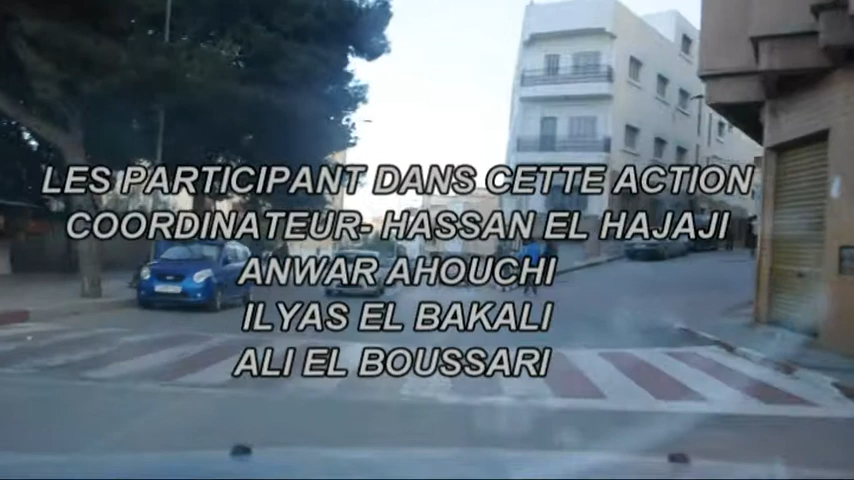 LES PARTICIPANT DANS CETTE ACTION
COORDINATEUR- HASSAN EL HAJAJI
ANWAR AHOUCHI
ILYAS EL BAKALI
ALI EL BOUSSARI